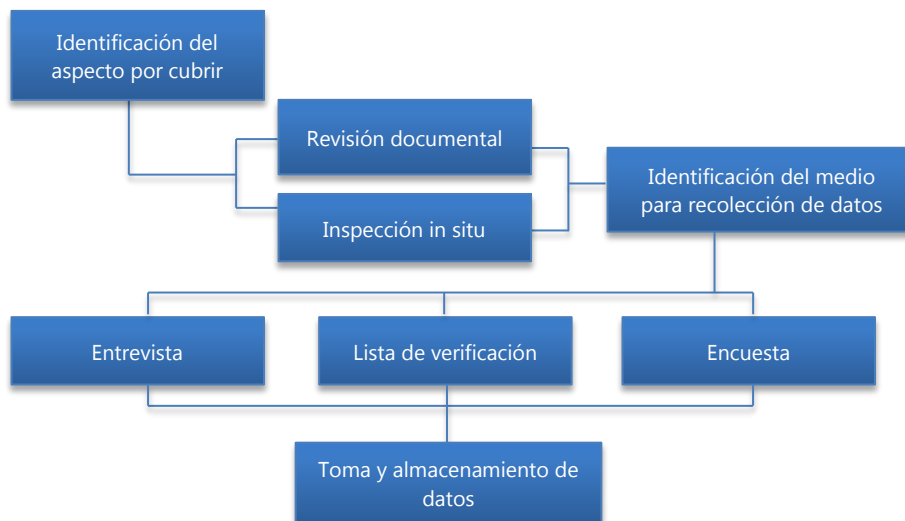 Identificación del
aspecto por cubrir
Revisión documental
Identificación del medio
para recolección de datos
Inspección in situ
Entrevista
Lista de verificación
Encuesta
Toma y almacenamiento de
datos